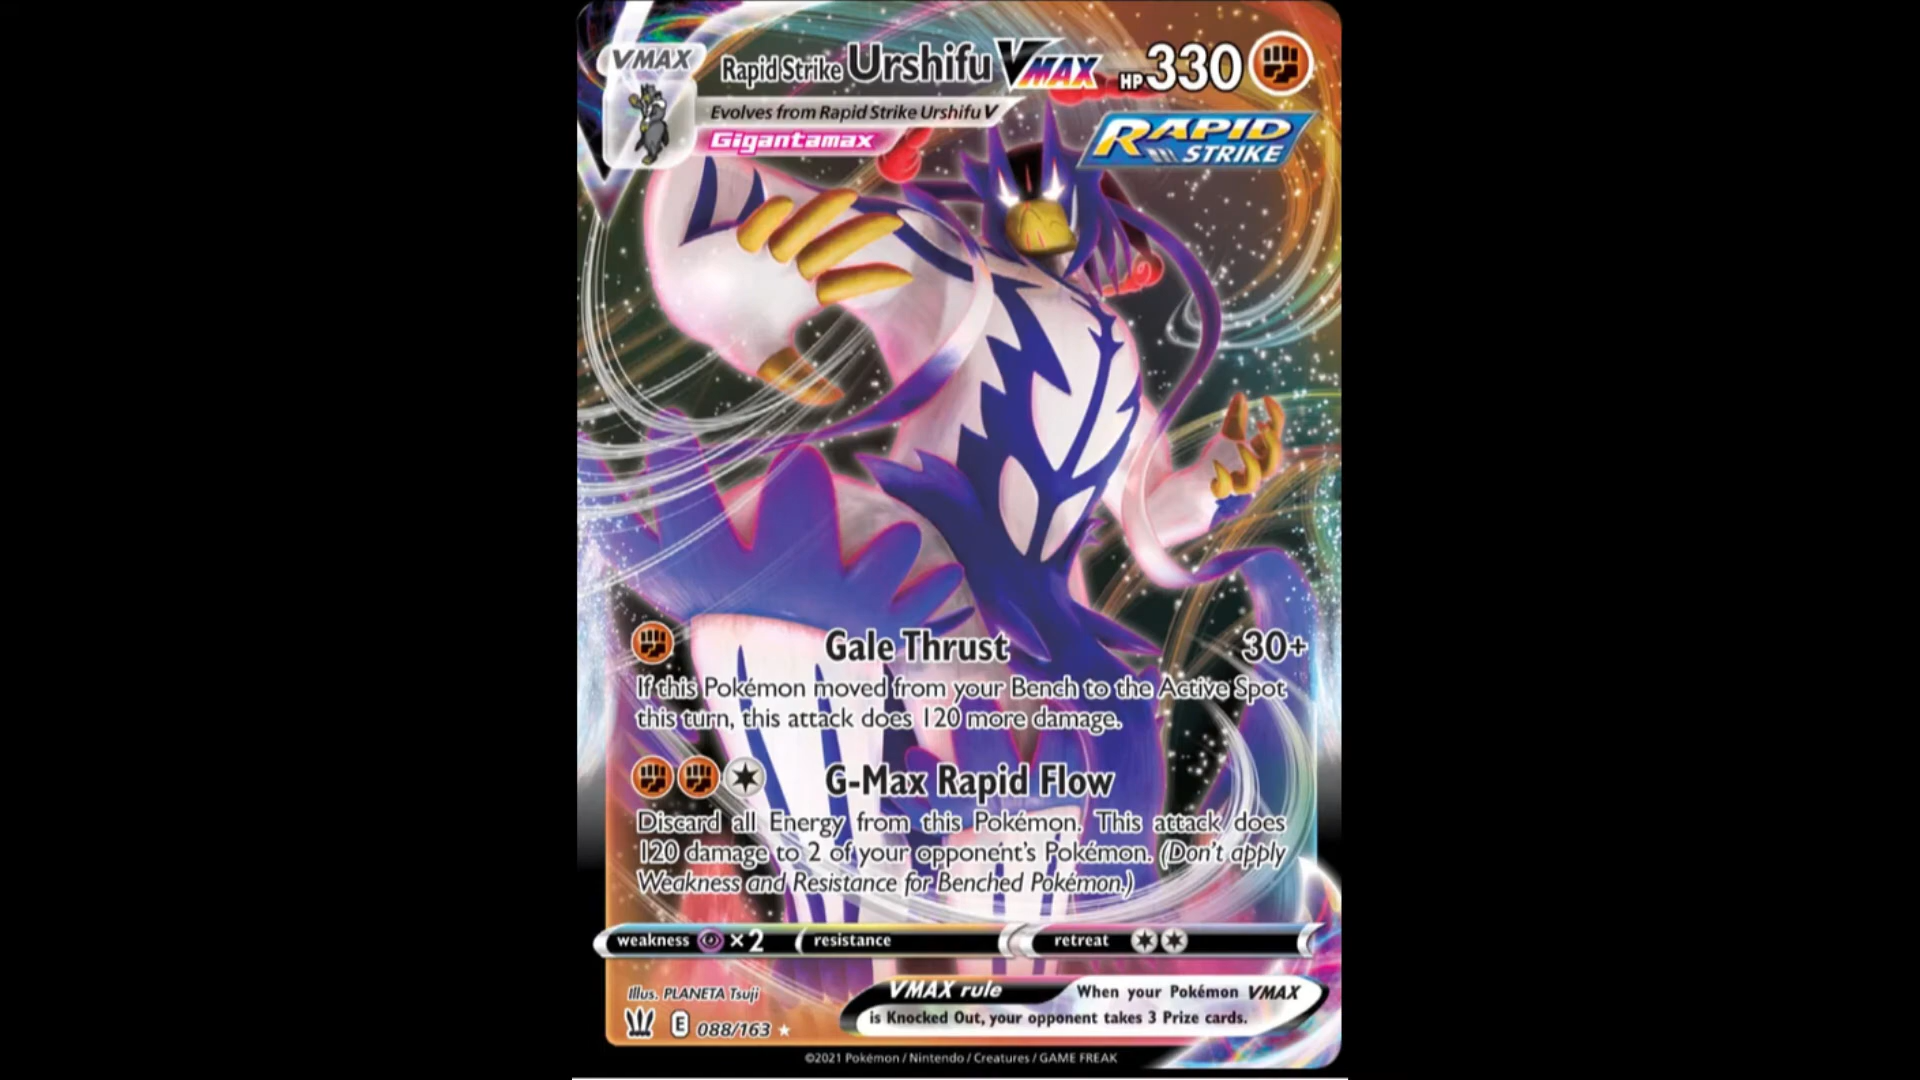 VMAX
Rapid Strike Urshifu VMAX HP 330
Evolves from Rapid Strike Urshifu V
Gigantamax
RAPID
STRIKE
Gale Thrust 30+
If this Pokémon moved from your Bench to the Active Spot
this turn, this attack does 120 more damage.
G-Max Rapid Flow
Discard all Energy from this Pokémon. This attack does
120 damage to 2 of your opponent's Pokémon. (Don't apply
Weakness and Resistance for Benched Pokémon.)
weakness ×2 resistance retreat
Illus. PLANETA Tsuji
VMAX rule When your Pokémon VMAX
is Knocked Out, your opponent takes 3 Prize cards.
E 088/163
©2021 Pokémon / Nintendo / Creatures / GAME FREAK